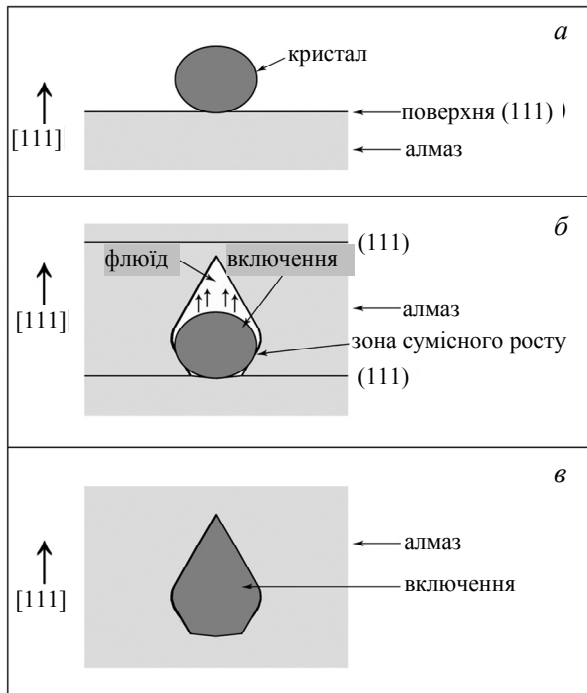 а
кристал
поверхня (111)
[111]
алмаз
б
(111)
флюїд
включення
[111]
алмаз
зона сумісного росту
(111)
в
алмаз
включення
[111]